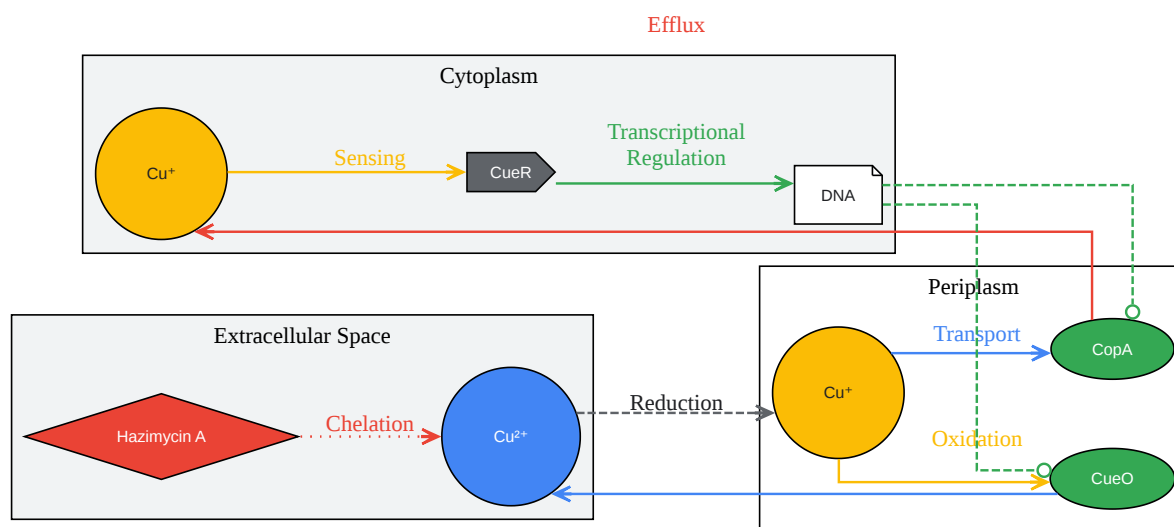 Efflux
Cytoplasm
Cu⁺
Sensing
CueR
Transcriptional
Regulation
DNA
Periplasm
Extracellular Space
Hazimycin A
Chelation
Cu²⁺
Reduction
Cu⁺
Transport
CopA
Oxidation
CueO